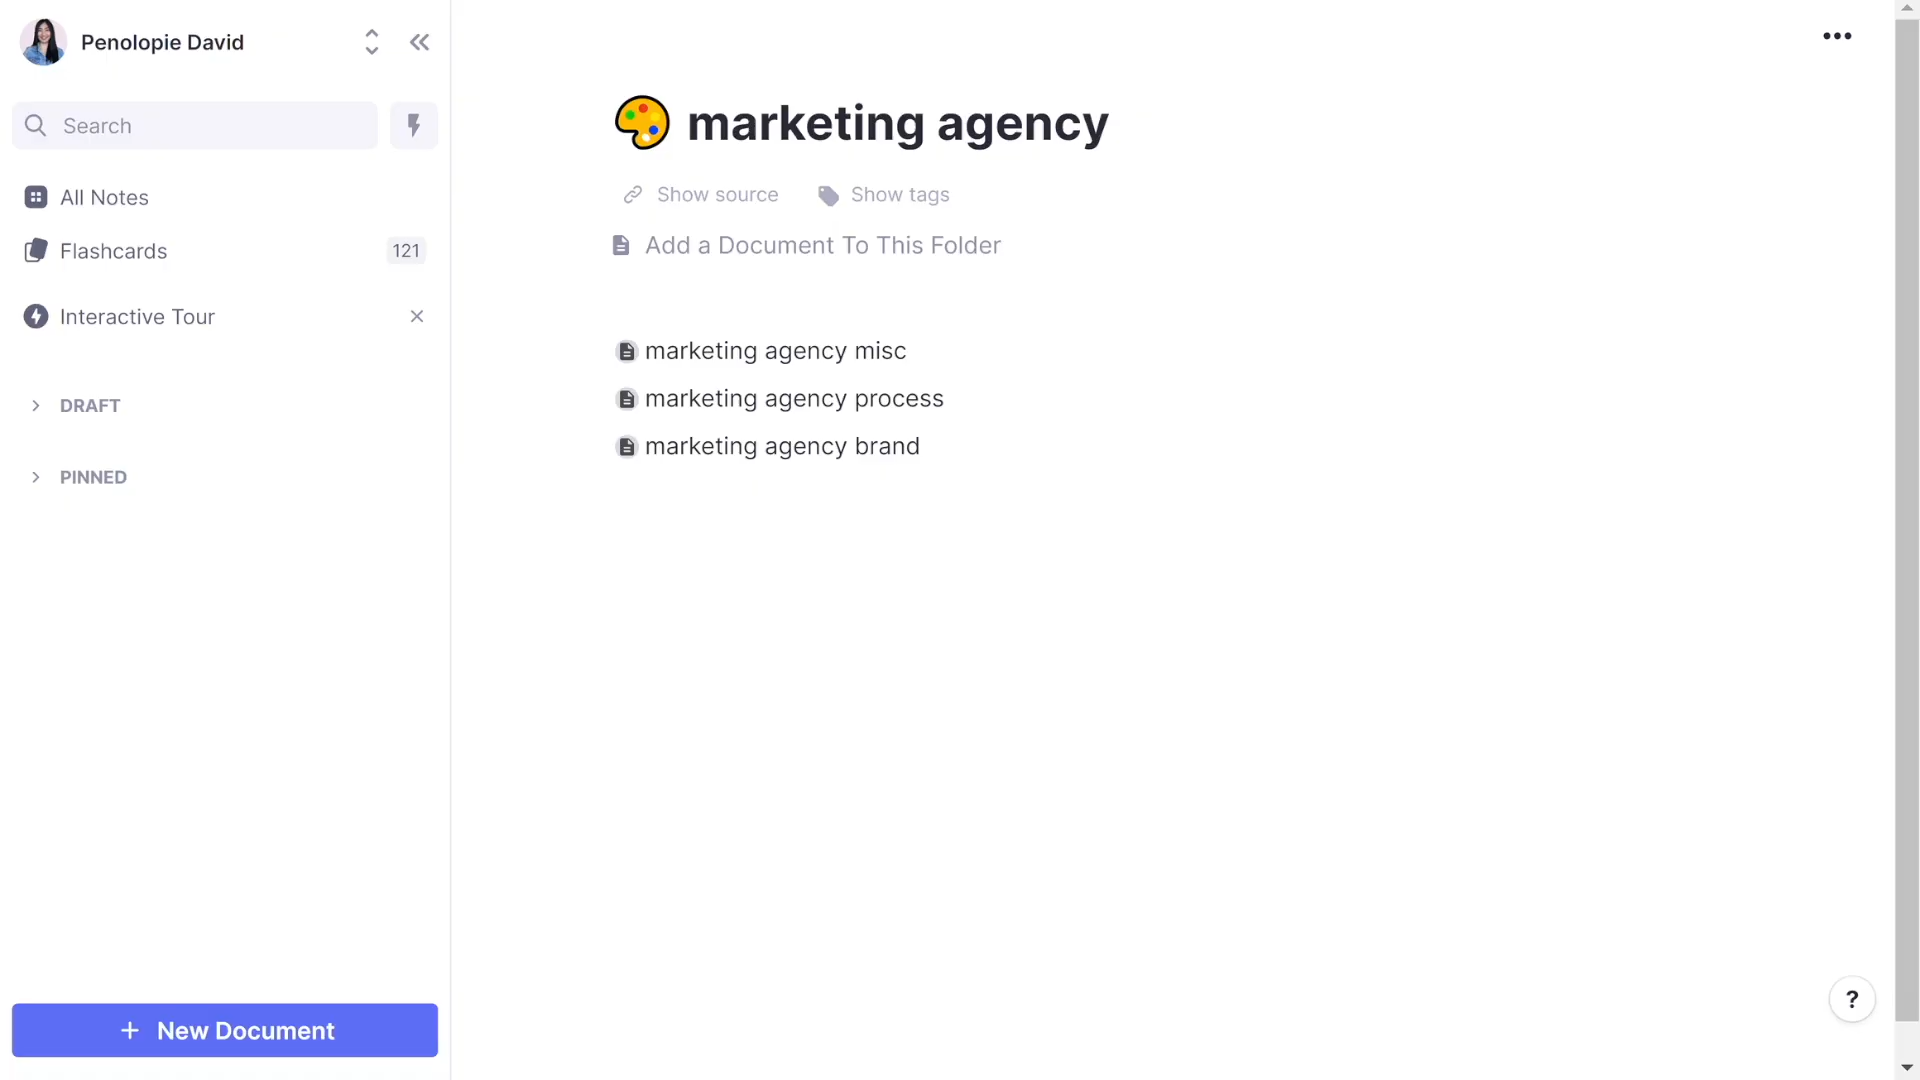 Penolopie David
Search
All Notes
Flashcards
121
Interactive Tour
DRAFT
PINNED
+ New Document
•••
marketing agency
Show source
Show tags
Add a Document To This Folder
marketing agency misc
marketing agency process
marketing agency brand
?